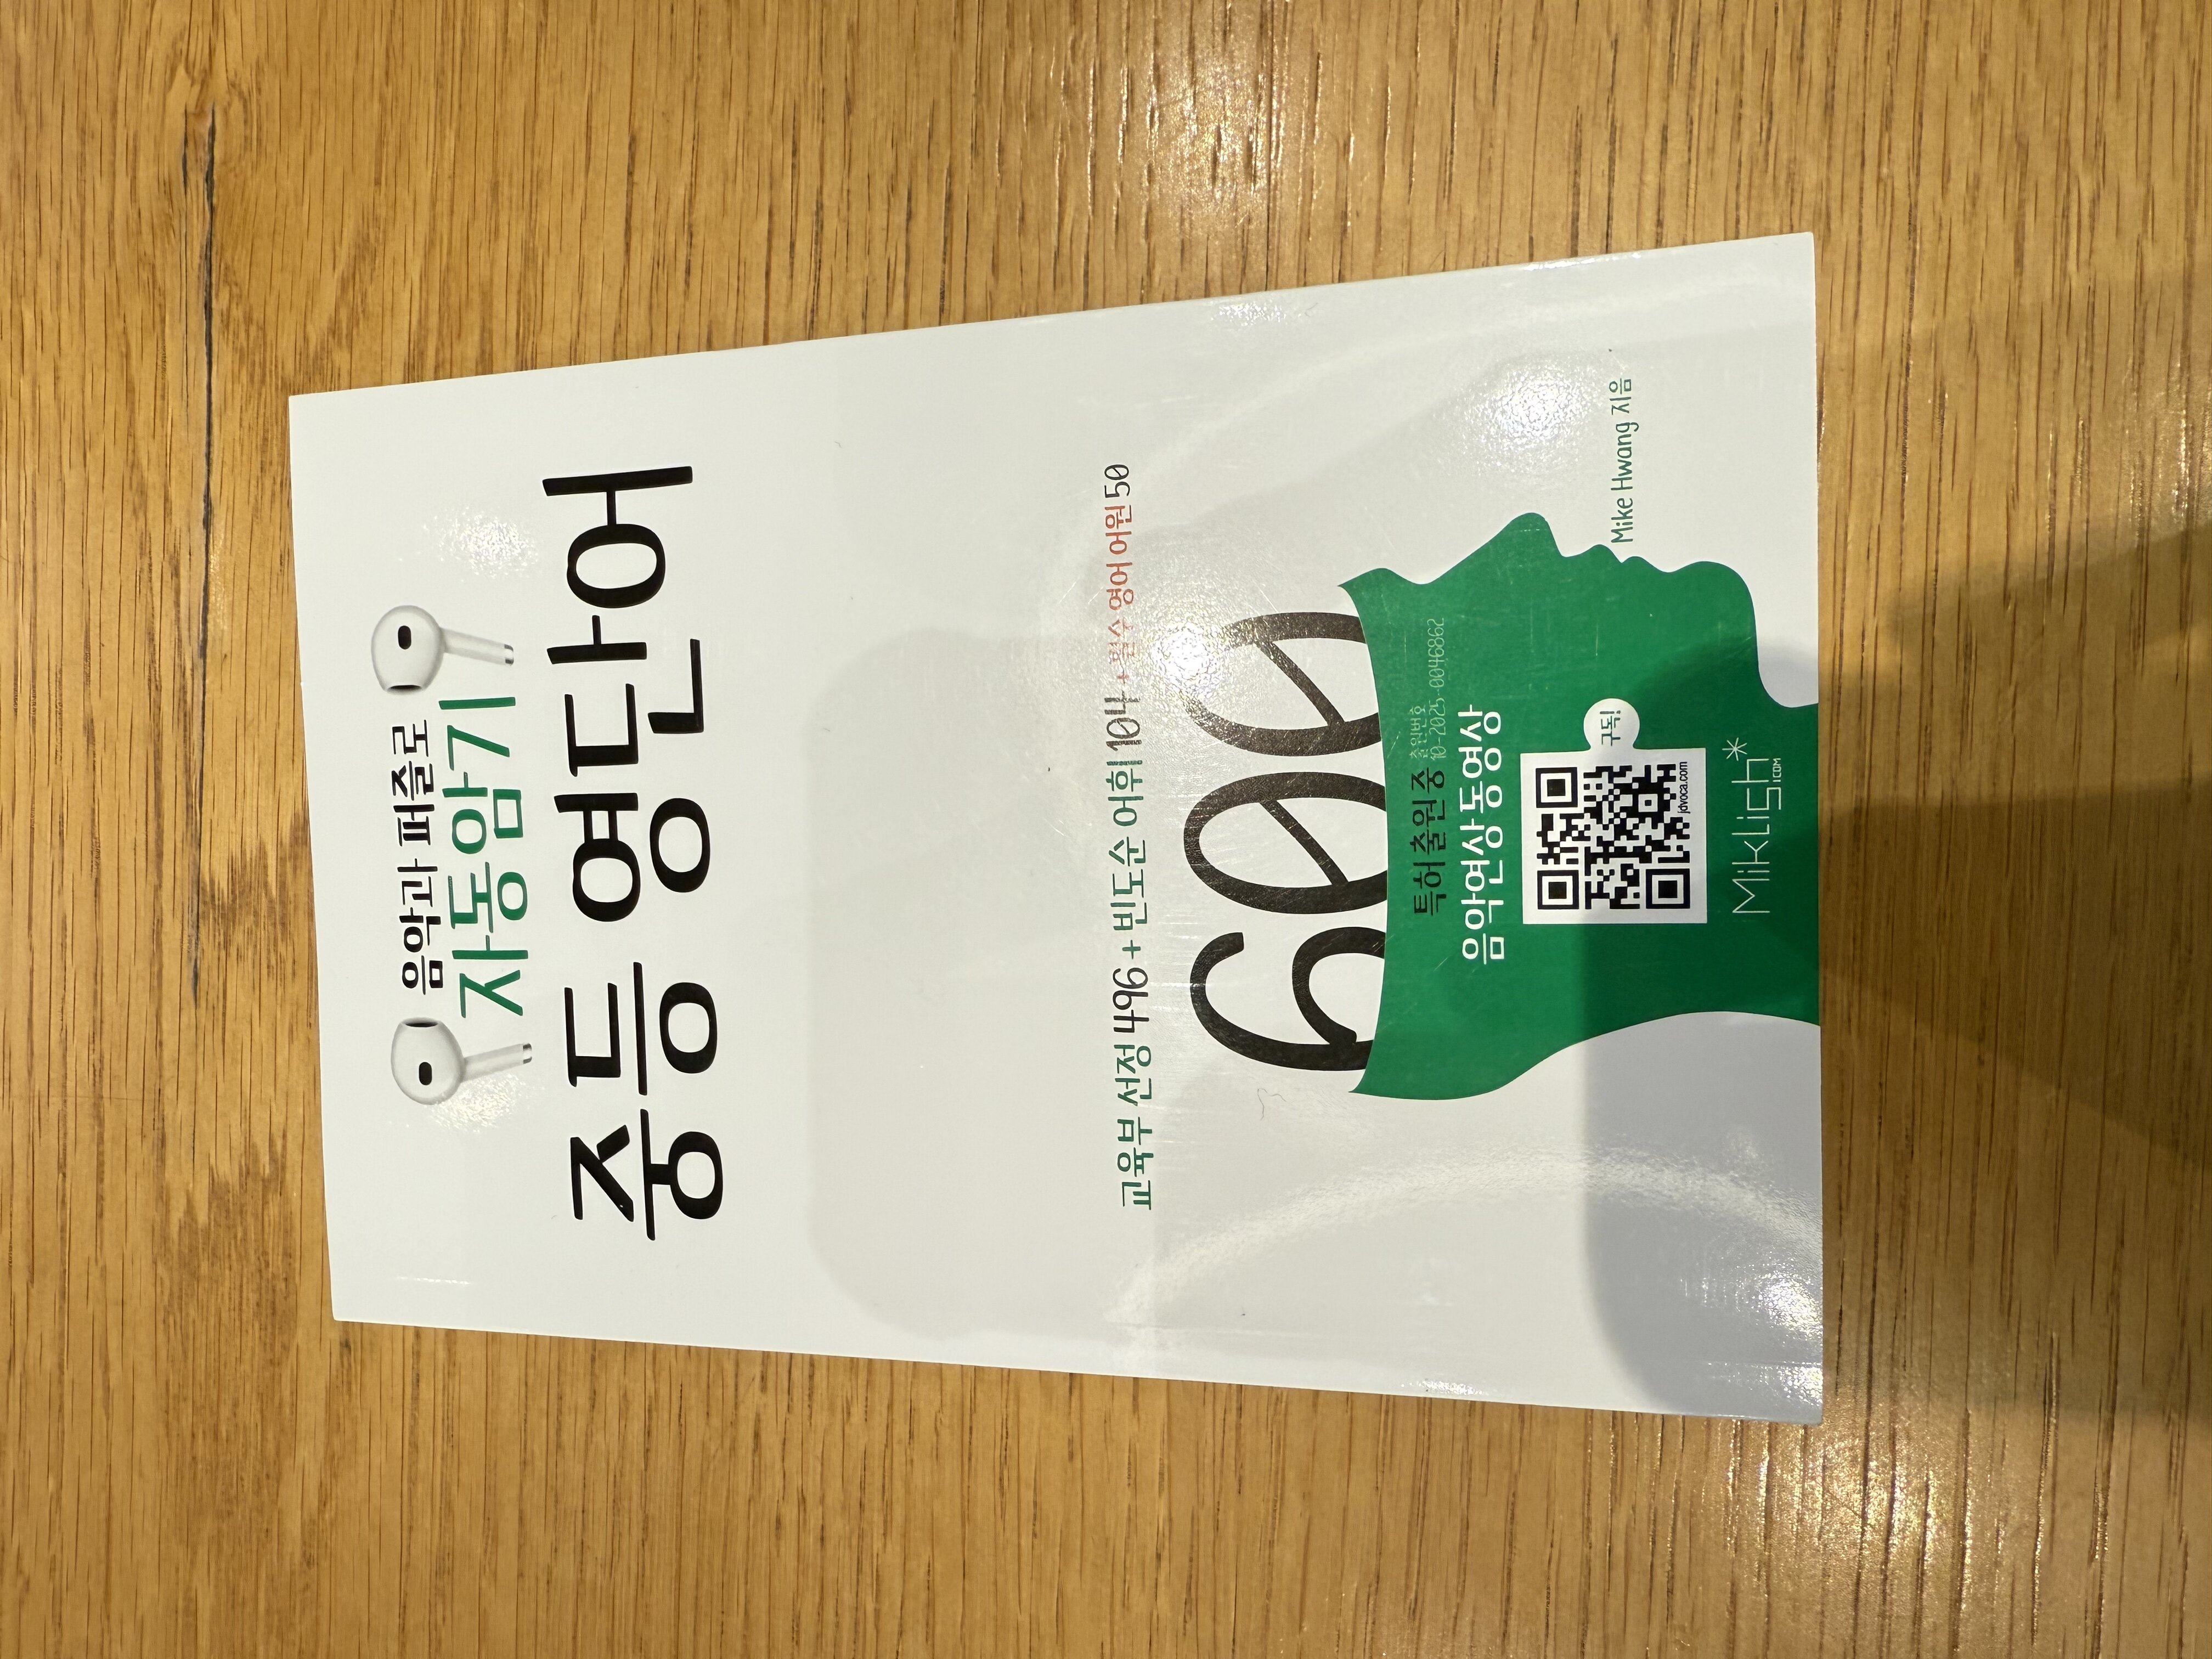 음악과 퍼즐로
자동암기
중등 영단어
교육부 선정 496 + 빈도순 어휘 104 + 필수 영어 어원 50
600
특허출원중 출원번호 10-2025-0046862
음악연상 동영상
구독!
jdvoca.com
Mike Hwang 지음
Miklish*
.com